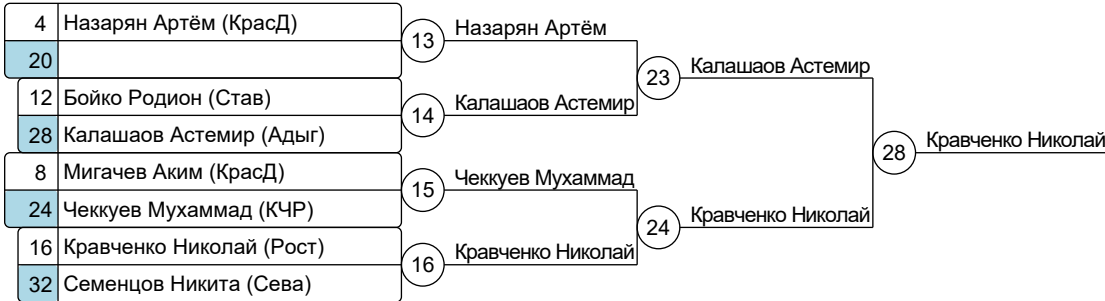 4 Назарян Артём (КрасД)
13
Назарян Артём
20
23
Калашаов Астемир
12 Бойко Родион (Став)
14
Калашаов Астемир
28 Калашаов Астемир (Адыг)
28
Кравченко Николай
8 Мигачев Аким (КрасД)
15
Чеккуев Мухаммад
24 Чеккуев Мухаммад (КЧР)
24
Кравченко Николай
16 Кравченко Николай (Рост)
16
Кравченко Николай
32 Семенцов Никита (Сева)